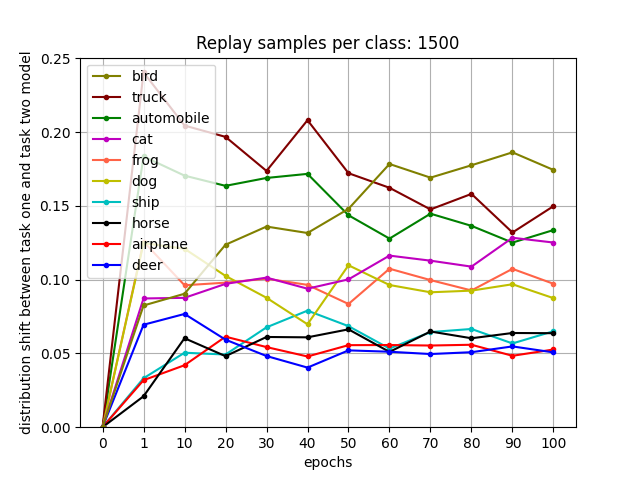 Replay samples per class: 1500
distribution shift between task one and task two model
0.25
0.20
0.15
0.10
0.05
0.00
bird
truck
automobile
cat
frog
dog
ship
horse
airplane
deer
0 1 10 20 30 40 50 60 70 80 90 100
epochs